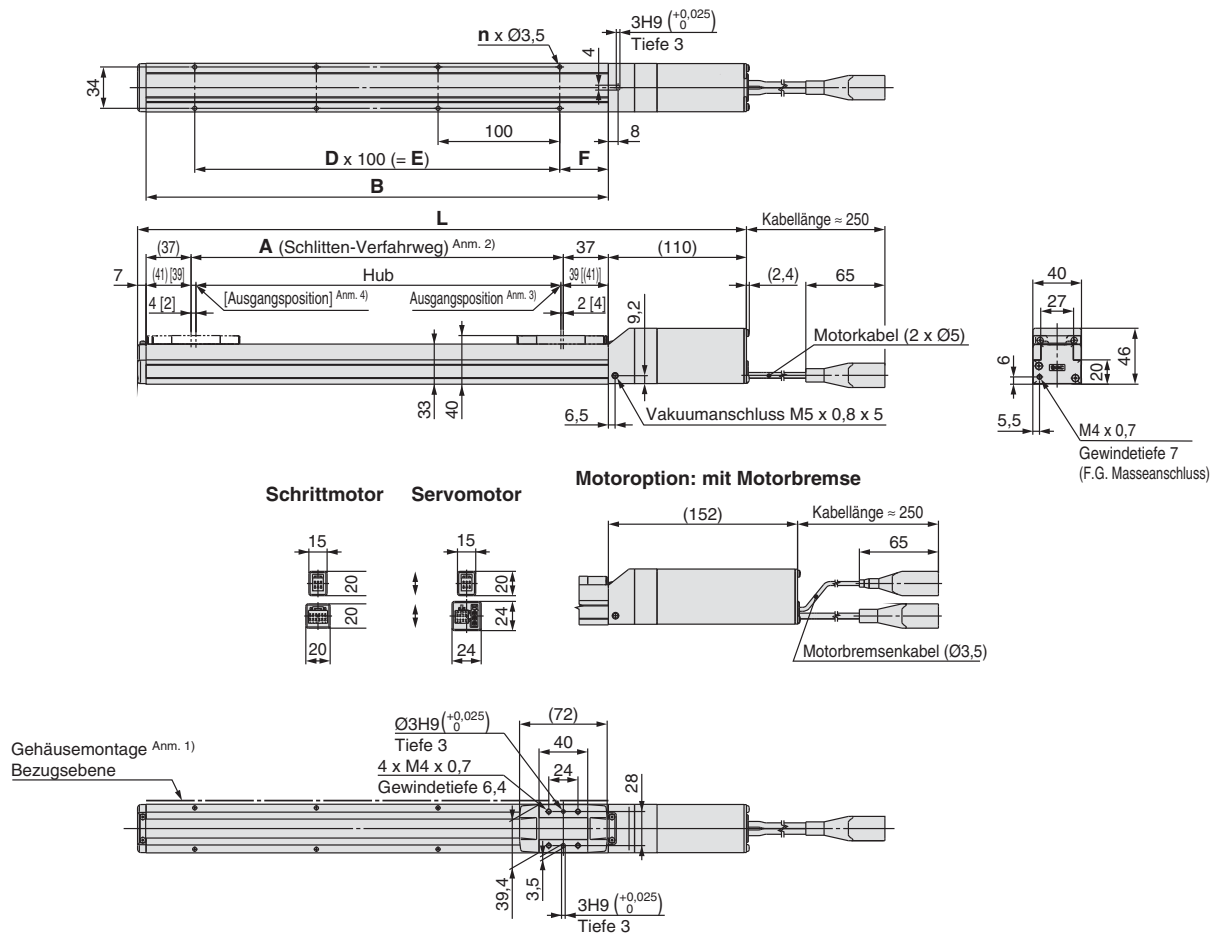 3H9 (+0,025 0)
Tiefe 3
n x Ø3,5
4
34
100
8
D x 100 (= E)
F
B
L
Kabellänge ≈ 250
(37)
A (Schlitten-Verfahrweg) Anm. 2)
37
(110)
7
(41) [39]
Hub
39 [(41)]
(2,4)
65
4 [2]
[Ausgangsposition] Anm. 4)
Ausgangsposition Anm. 3)
2 [4]
9,2
Motorkabel (2 x Ø5)
33
40
6,5
Vakuumanschluss M5 x 0,8 x 5
40
27
6
20
46
5,5
M4 x 0,7
Gewindetiefe 7
(F.G. Masseanschluss)
Schrittmotor
Servomotor
Motoroption: mit Motorbremse
15
20
20
20
15
20
24
24
(152)
Kabellänge ≈ 250
65
Motorbremsenkabel (Ø3,5)
Gehäusemontage Anm. 1)
Bezugsebene
Ø3H9 (+0,025 0)
Tiefe 3
4 x M4 x 0,7
Gewindetiefe 6,4
(72)
40
24
28
39,4
3,5
3H9 (+0,025 0)
Tiefe 3